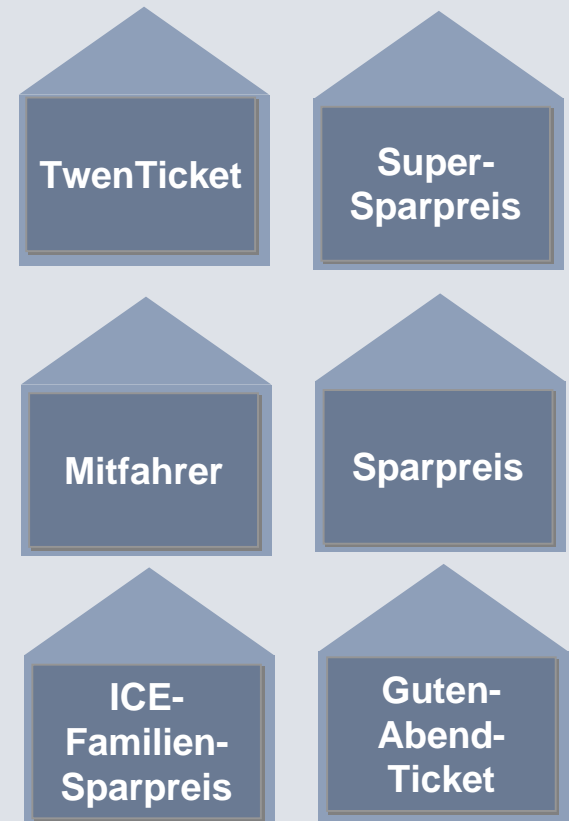 TwenTicket
Super-
Sparpreis
Mitfahrer
Sparpreis
ICE-
Familien-
Sparpreis
Guten-
Abend-
Ticket